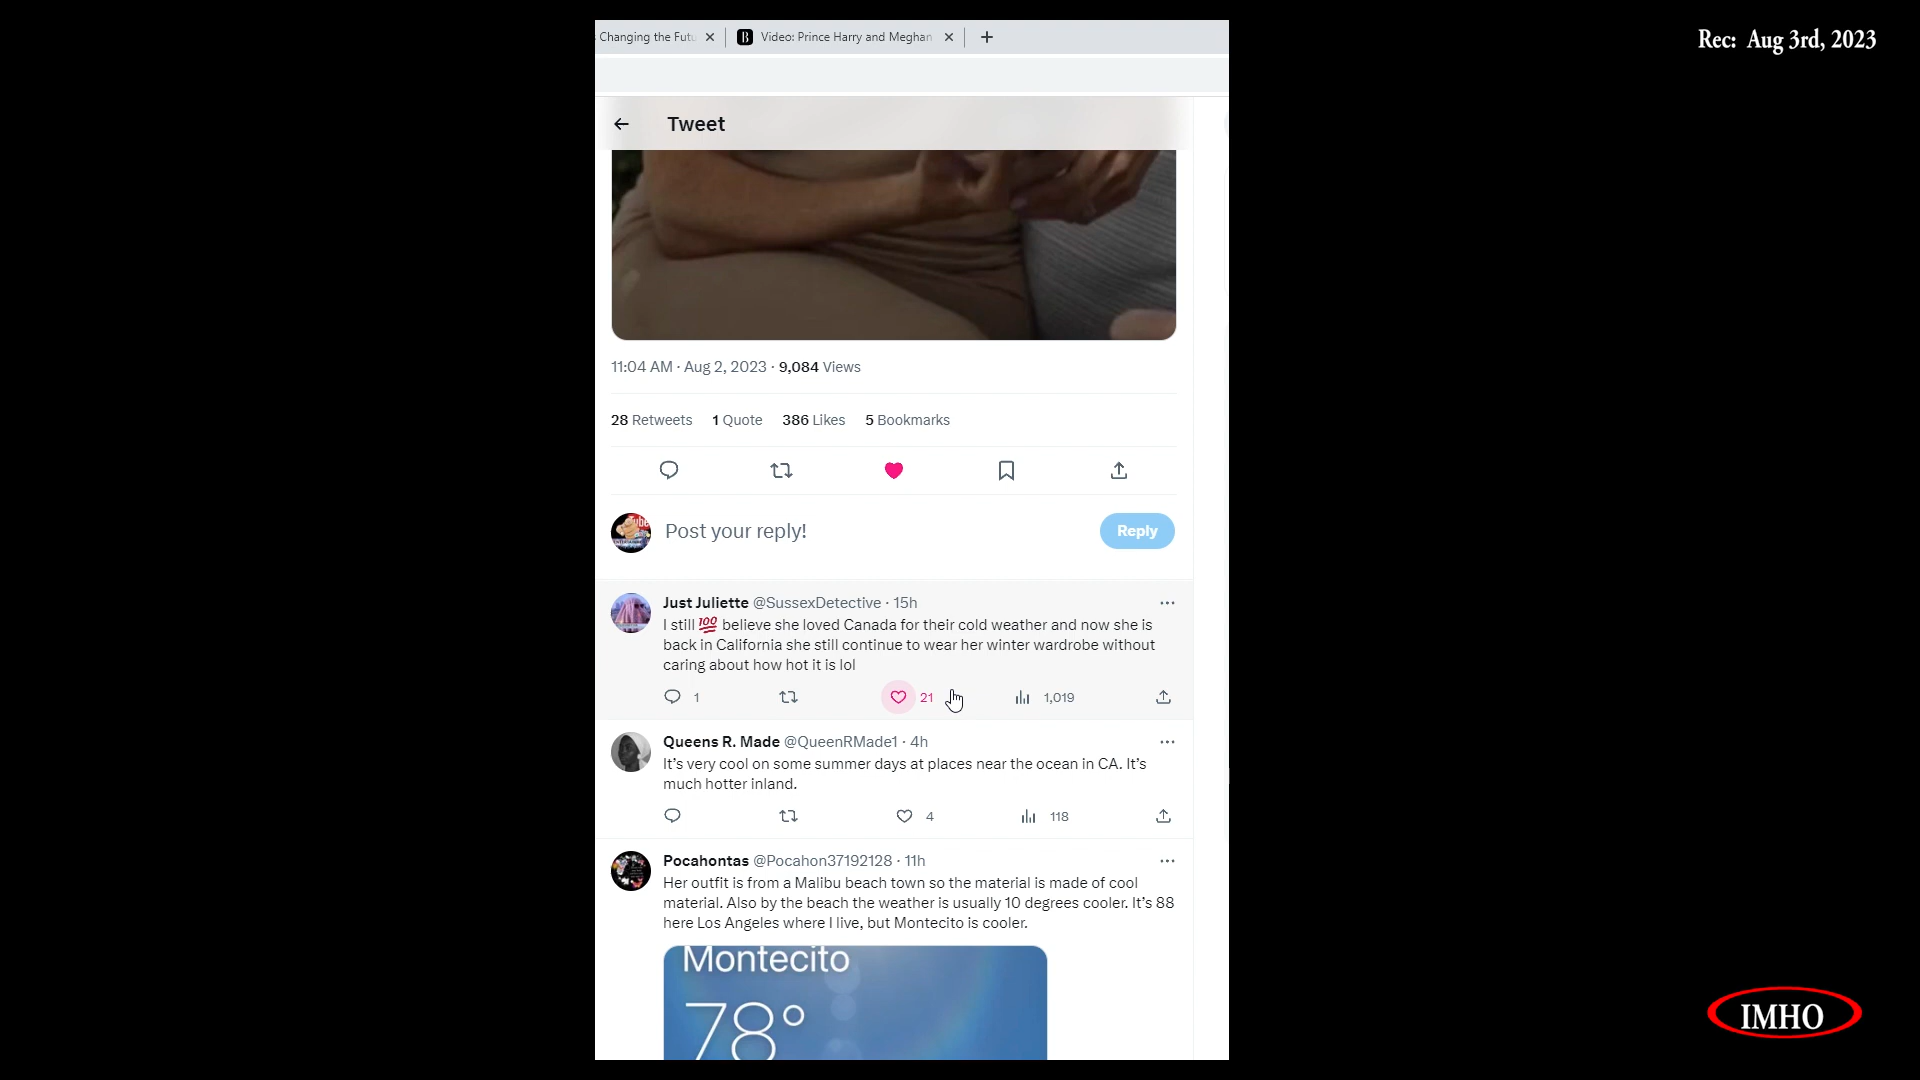 Changing the Futu
Video: Prince Harry and Meghan
Rec: Aug 3rd, 2023
Tweet
11:04 AM · Aug 2, 2023 · 9,084 Views
28 Retweets 1 Quote 386 Likes 5 Bookmarks
Post your reply!
Reply
Just Juliette @SussexDetective · 15h
I still 💯 believe she loved Canada for their cold weather and now she is
back in California she still continue to wear her winter wardrobe without
caring about how hot it is lol
1 21 1,019
Queens R. Made @QueenRMade1 · 4h
It's very cool on some summer days at places near the ocean in CA. It's
much hotter inland.
4 118
Pocahontas @Pocahon37192128 · 11h
Her outfit is from a Malibu beach town so the material is made of cool
material. Also by the beach the weather is usually 10 degrees cooler. It's 88
here Los Angeles where I live, but Montecito is cooler.
Montecito
78°
IMHO